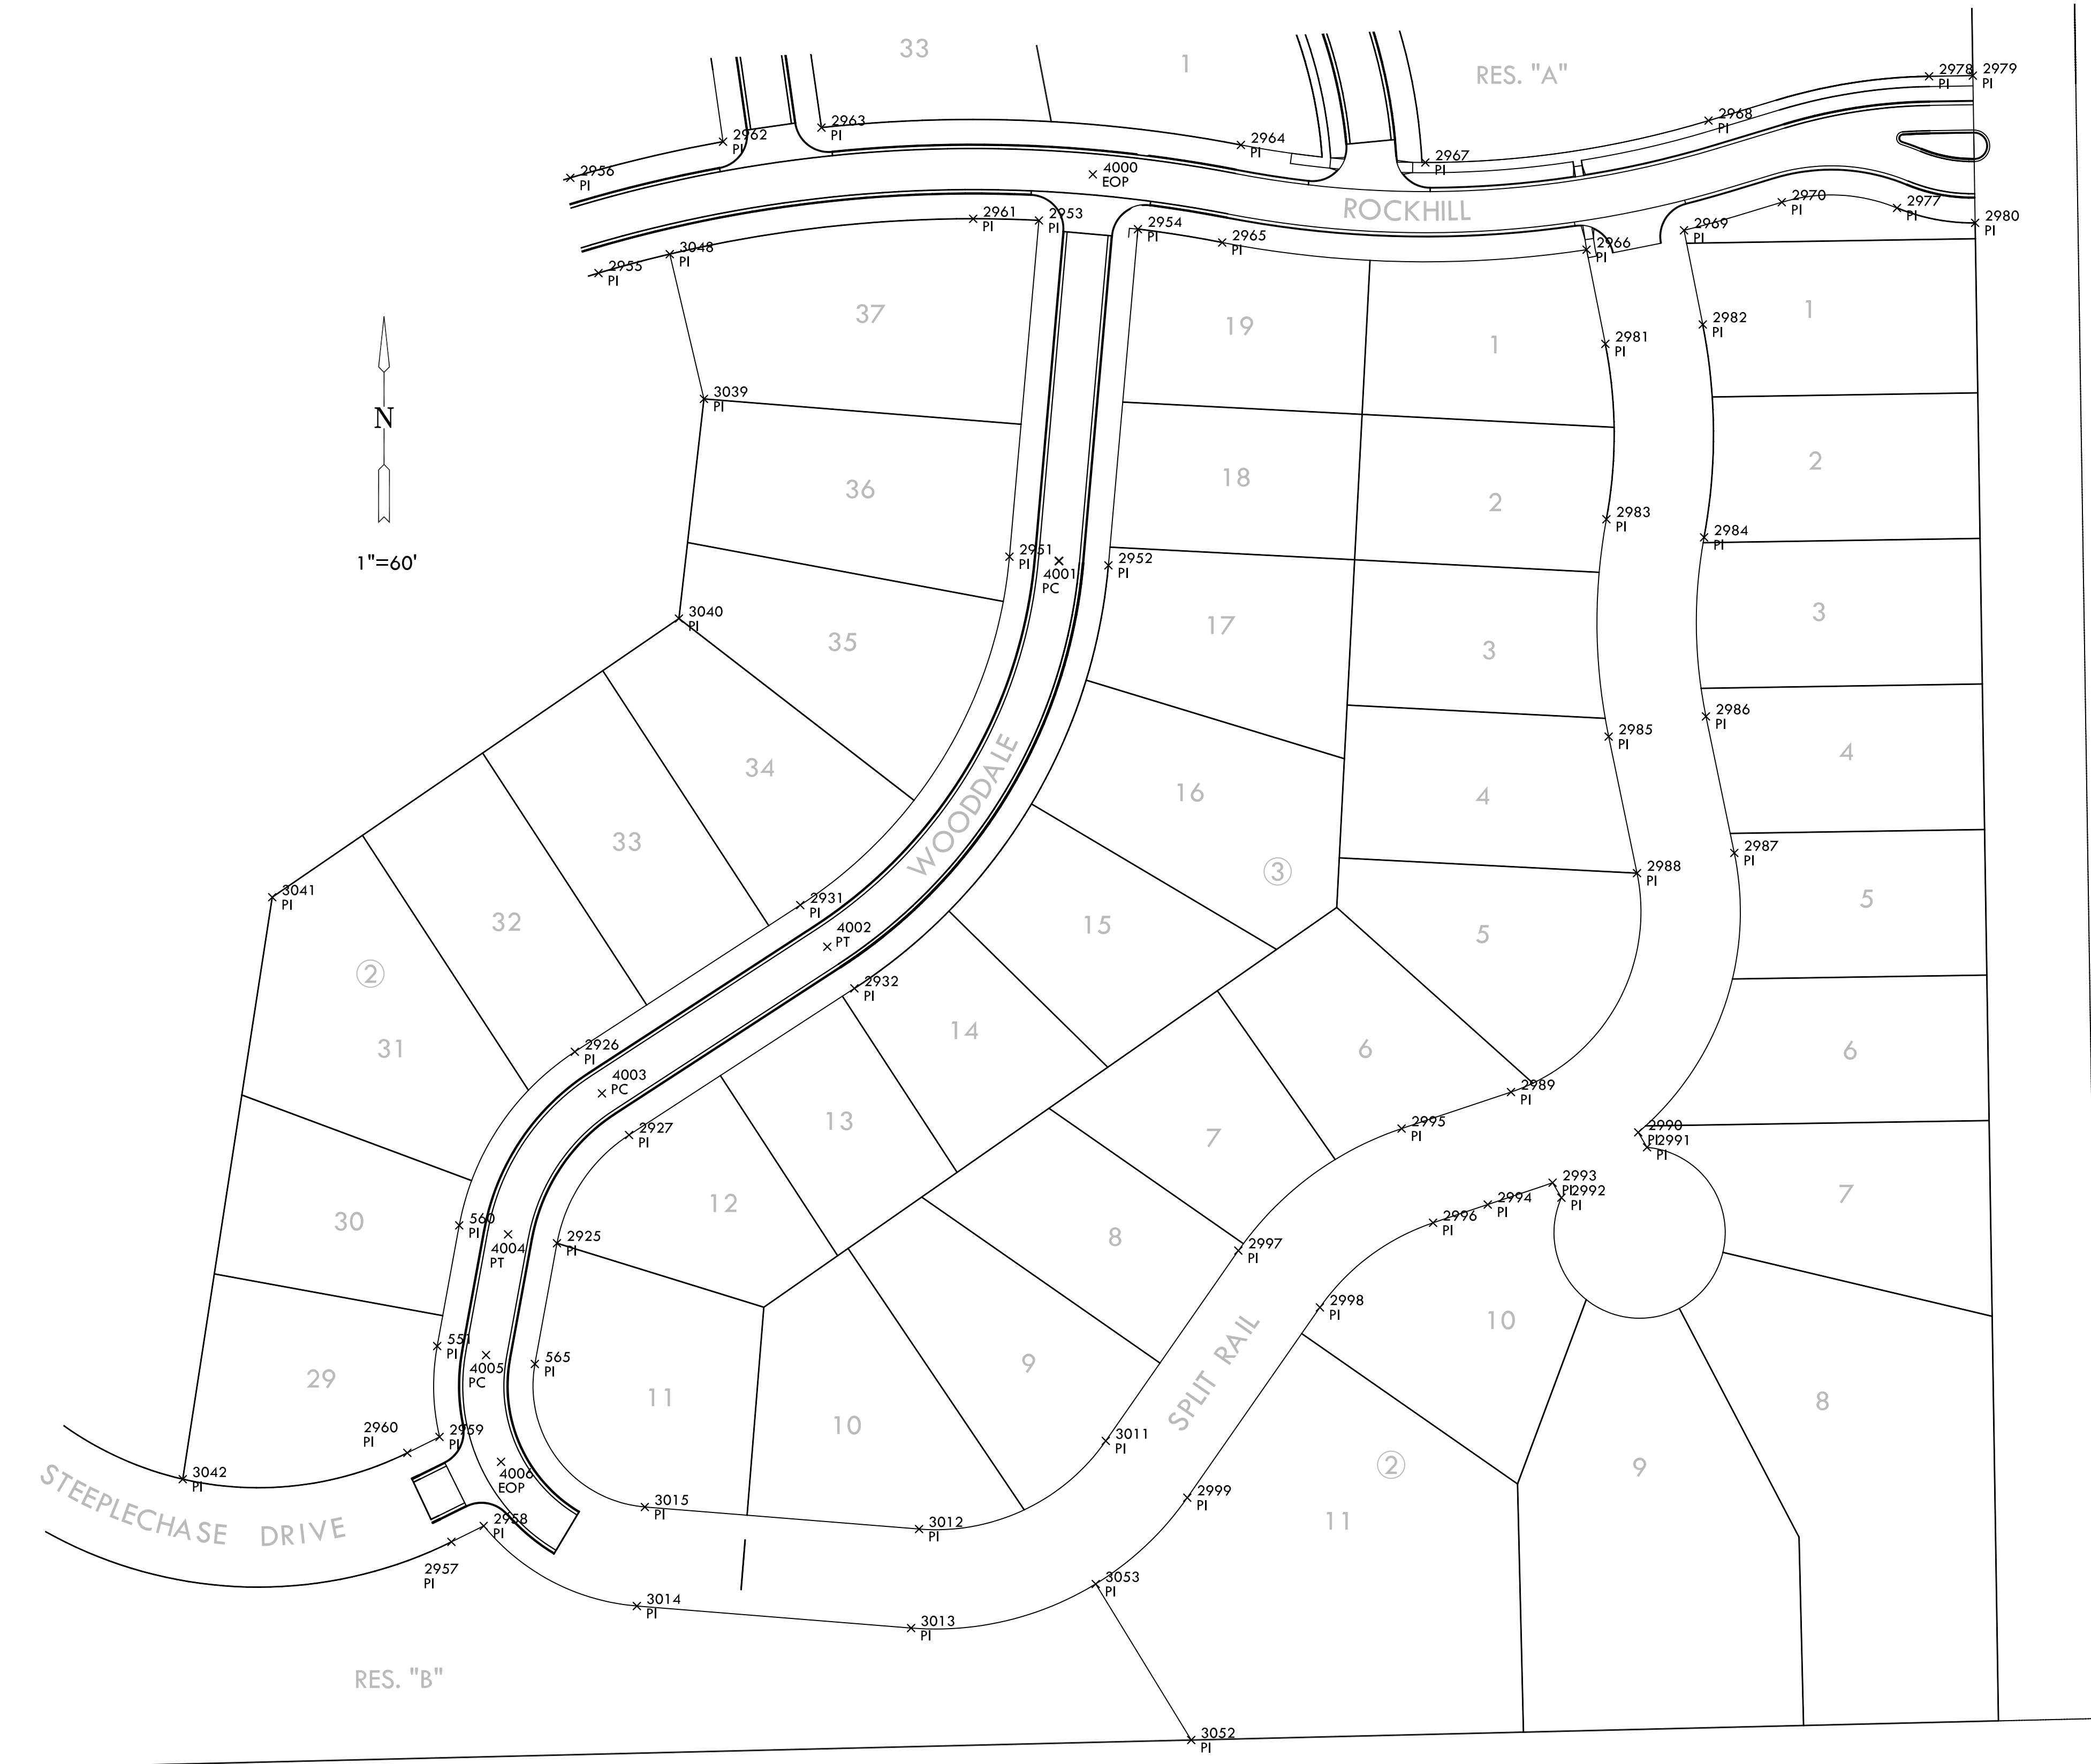 33
1
RES. "A"
2978
PI
2979
PI
2968
PI
2963
PI
2962
PI
2964
PI
2967
PI
2956
PI
4000
EOP
ROCKHILL
2970
PI
2977
PI
2980
PI
2961
PI
2953
PI
2954
PI
2965
PI
2966
PI
2969
PI
3048
PI
2955
PI
37
19
1
1
2981
PI
2982
PI
3039
PI
N
1"=60'
36
18
2
2
2983
PI
2984
PI
2951
PI
4001
PC
2952
PI
3040
PI
35
17
3
3
2985
PI
2986
PI
34
WOODDALE
16
4
4
33
3
2987
PI
2988
PI
3041
PI
2931
PI
32
4002
PT
15
5
5
2
2932
PI
31
14
6
6
2926
PI
4003
PC
2989
PI
2927
PI
13
7
2995
PI
2990
PI
2991
PI
12
2993
PI
2992
PI
7
30
560
PI
4004
PT
2925
PI
8
2994
PI
2996
PI
2997
PI
2998
PI
10
551
PI
4005
PC
565
PI
9
SPLIT RAIL
29
11
10
8
2960
PI
2959
PI
3011
PI
2
9
3042
PI
4006
EOP
2999
PI
STEEPLECHASE DRIVE
3015
PI
3012
PI
11
2958
PI
2957
PI
3053
PI
3014
PI
3013
PI
RES. "B"
3052
PI